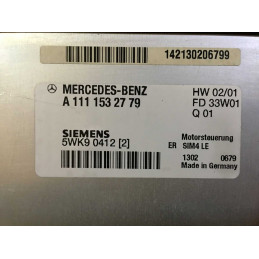 142130206799
MERCEDES-BENZ HW 02/01
A 111 153 27 79 FD 33W01
Q 01
SIEMENS Motorsteuerung
5WK9 0412 [2] ER SIM4 LE
1302 0679
Made in Germany